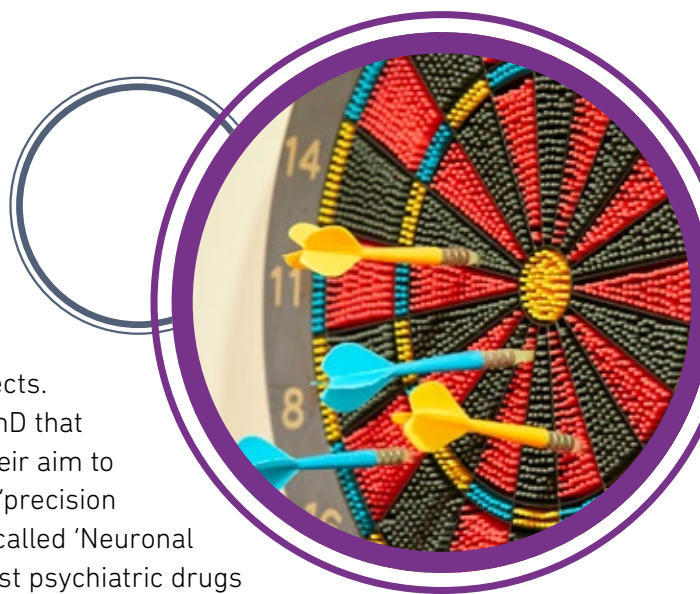 14
11
8
ects.
nD that
eir aim to
‘precision
called ‘Neuronal
st psychiatric drugs